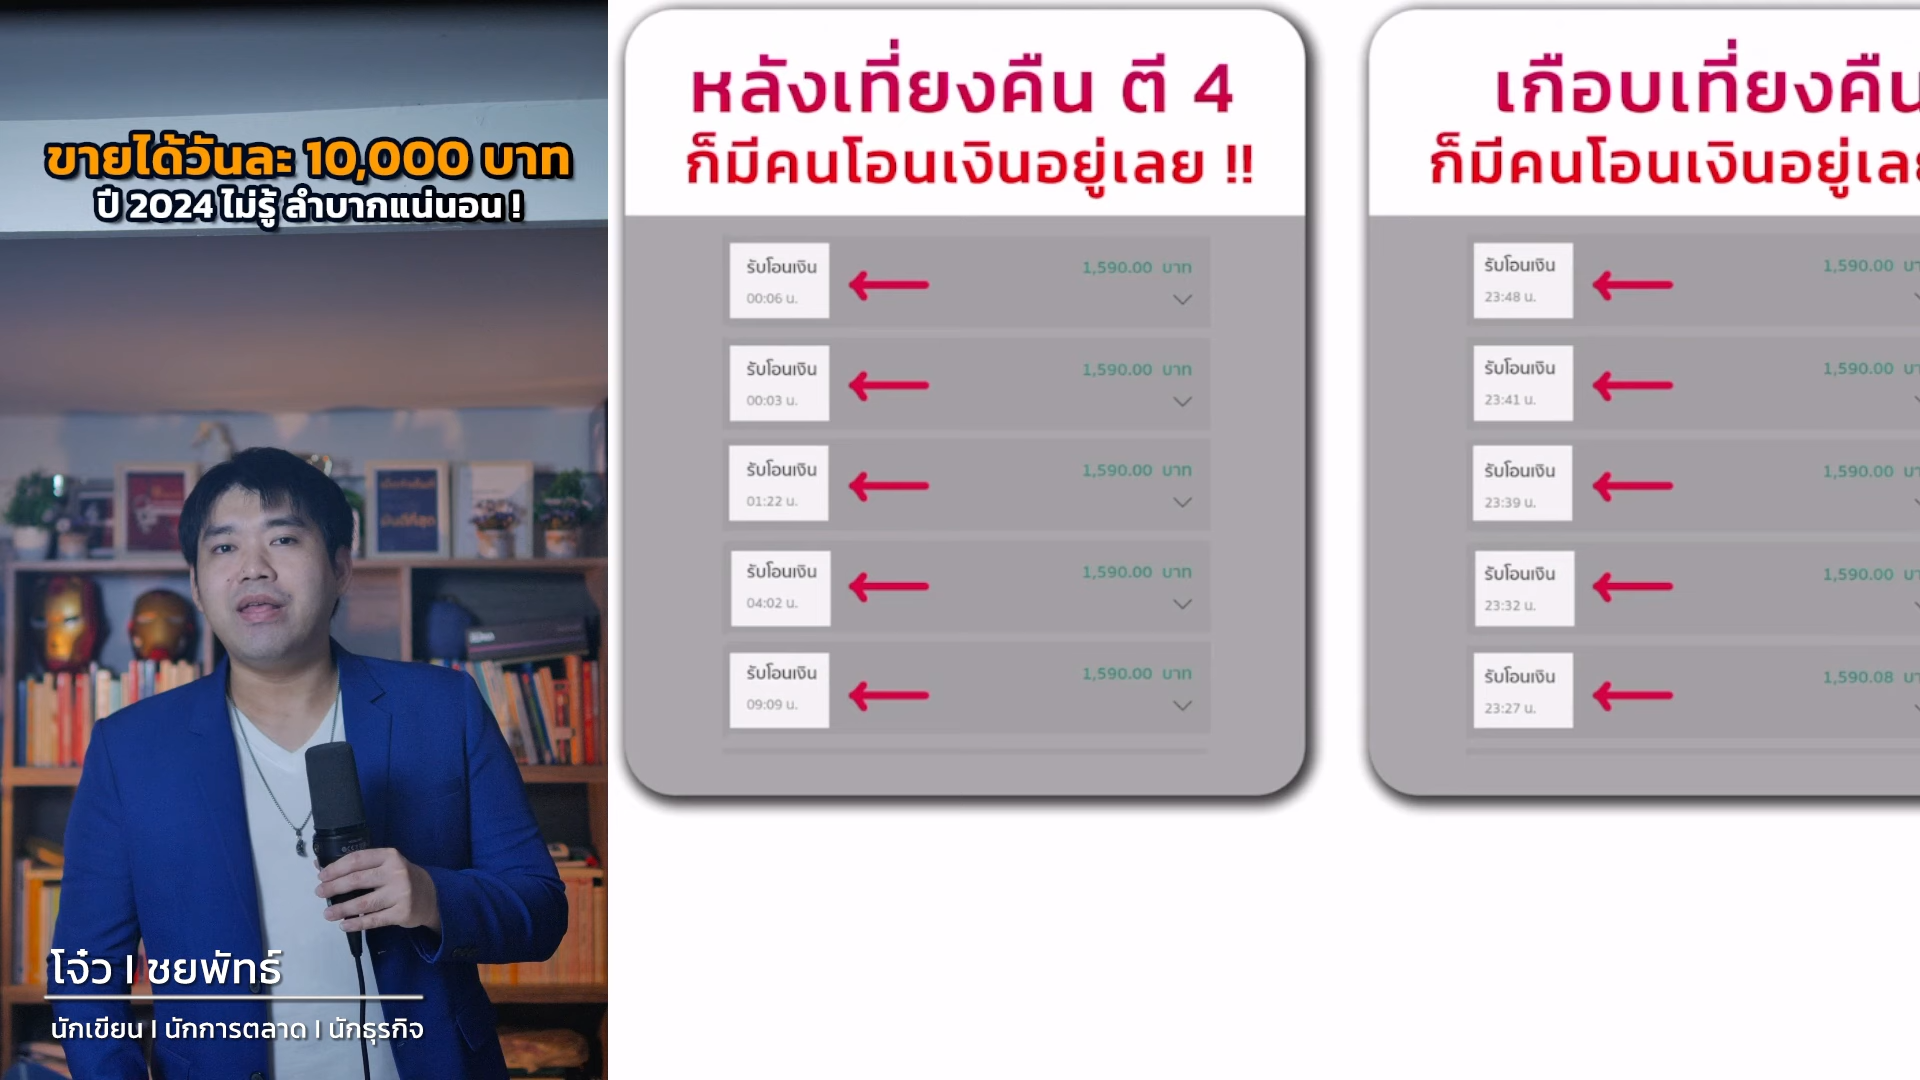 ขายได้วันละ 10,000 บาท
ปี 2024 ไม่รู้ ลำบากแน่นอน !
โจ๋ว I ชยพัทธ์
นักเขียน I นักการตลาด I นักธุรกิจ
หลังเที่ยงคืน ตี 4
ก็มีคนโอนเงินอยู่เลย !!
รับโอนเงิน 1,590.00 บาท
00:06 น.
รับโอนเงิน 1,590.00 บาท
00:03 น.
รับโอนเงิน 1,590.00 บาท
01:22 น.
รับโอนเงิน 1,590.00 บาท
04:02 น.
รับโอนเงิน 1,590.00 บาท
09:09 น.
เกือบเที่ยงคืน
ก็มีคนโอนเงินอยู่เลย
รับโอนเงิน 1,590.00
23:48 น.
รับโอนเงิน 1,590.00
23:41 น.
รับโอนเงิน 1,590.00
23:39 น.
รับโอนเงิน 1,590.00
23:32 น.
รับโอนเงิน 1,590.08
23:27 น.